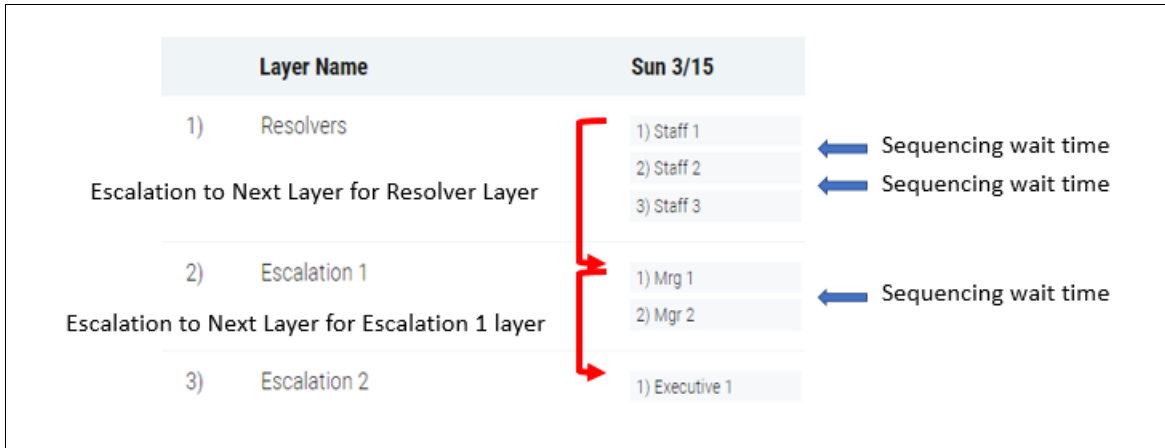 Layer Name Sun 3/15
1) Resolvers
1) Staff 1
Sequencing wait time
2) Staff 2
Sequencing wait time
Escalation to Next Layer for Resolver Layer
3) Staff 3
2) Escalation 1
1) Mrg 1
Sequencing wait time
2) Mgr 2
Escalation to Next Layer for Escalation 1 layer
3) Escalation 2
1) Executive 1